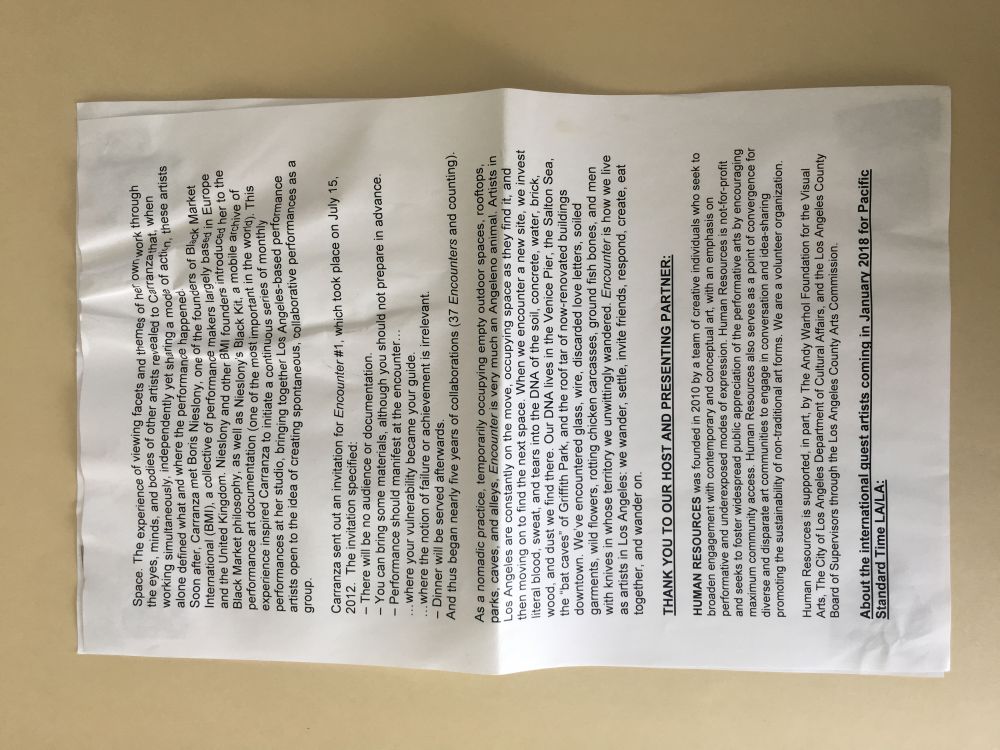 Space. The experience of viewing facets and themes of her own work through
the eyes, minds, and bodies of other artists revealed to Carranza that, when
working simultaneously, independently yet sharing a mode of action, these artists
alone defined what and where the performance happened.
Soon after, Carranza met Boris Nieslony, one of the founders of Black Market
International (BMI), a collective of performance makers largely based in Europe
and the United Kingdom. Nieslony and other BMI founders introduced her to the
Black Market philosophy, as well as Nieslony's Black Kit, a mobile archive of
performance art documentation (one of the most important in the world). This
experience inspired Carranza to initiate a continuous series of monthly
performances at her studio, bringing together Los Angeles-based performance
artists open to the idea of creating spontaneous, collaborative performances as a
group.
Carranza sent out an invitation for Encounter #1, which took place on July 15,
2012. The invitation specified:
– There will be no audience or documentation.
– You can bring some materials, although you should not prepare in advance.
– Performance should manifest at the encounter…
…where your vulnerability became your guide.
…where the notion of failure or achievement is irrelevant.
– Dinner will be served afterwards.
And thus began nearly five years of collaborations (37 Encounters and counting).
As a nomadic practice, temporarily occupying empty outdoor spaces, rooftops,
parks, caves, and alleys, Encounter is very much an Angeleno animal. Artists in
Los Angeles are constantly on the move, occupying space as they find it, and
then moving on to find the next space. When we encounter a new site, we invest
literal blood, sweat, and tears into the DNA of the soil, concrete, water, brick,
wood, and dust we find there. Our DNA lives in the Venice Pier, the Salton Sea,
the "bat caves" of Griffith Park, and the roof tar of now-renovated buildings
downtown. We've encountered glass, wire, discarded love letters, soiled
garments, wild flowers, rotting chicken carcasses, ground fish bones, and men
with knives in whose territory we unwittingly wandered. Encounter is how we live
as artists in Los Angeles: we wander, settle, invite friends, respond, create, eat
together, and wander on.
THANK YOU TO OUR HOST AND PRESENTING PARTNER:
HUMAN RESOURCES was founded in 2010 by a team of creative individuals who seek to
broaden engagement with contemporary and conceptual art, with an emphasis on
performative and underexposed modes of expression. Human Resources is not-for-profit
and seeks to foster widespread public appreciation of the performative arts by encouraging
maximum community access. Human Resources also serves as a point of convergence for
diverse and disparate art communities to engage in conversation and idea-sharing
promoting the sustainability of non-traditional art forms. We are a volunteer organization.
Human Resources is supported, in part, by The Andy Warhol Foundation for the Visual
Arts, The City of Los Angeles Department of Cultural Affairs, and the Los Angeles County
Board of Supervisors through the Los Angeles County Arts Commission.
About the international guest artists coming in January 2018 for Pacific
Standard Time LA/LA: